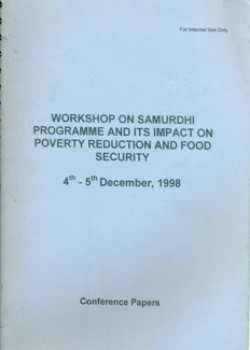 For Internal Use Only
WORKSHOP ON SAMURDHI
PROGRAMME AND ITS IMPACT ON
POVERTY REDUCTION AND FOOD
SECURITY
4th - 5th December, 1998
Conference Papers